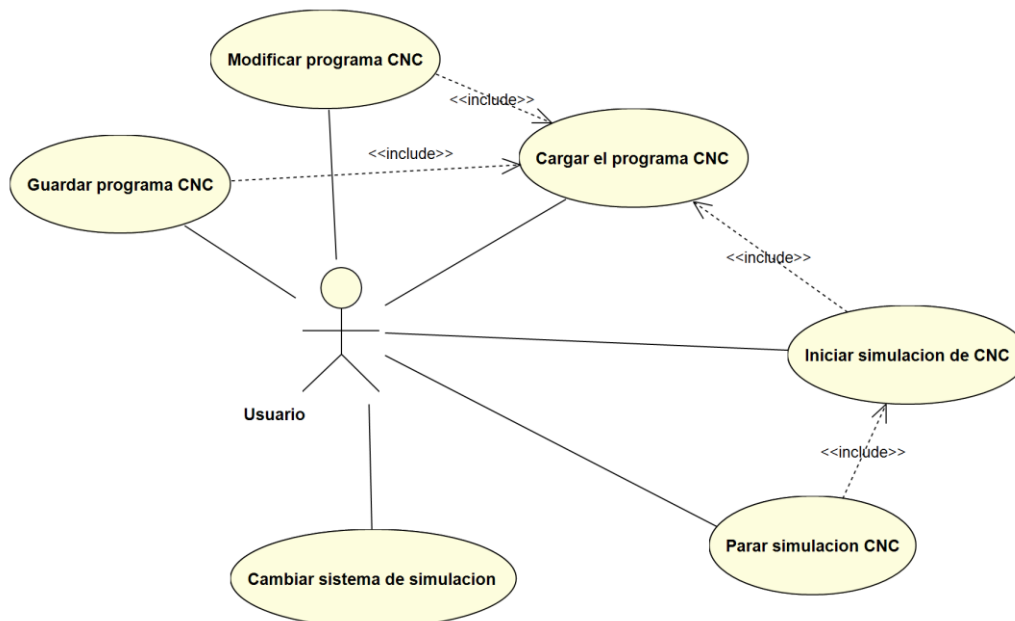 Modificar programa CNC
<<include>>
Cargar el programa CNC
<<include>>
Guardar programa CNC
<<include>>
Iniciar simulacion de CNC
Usuario
<<include>>
Parar simulacion CNC
Cambiar sistema de simulacion